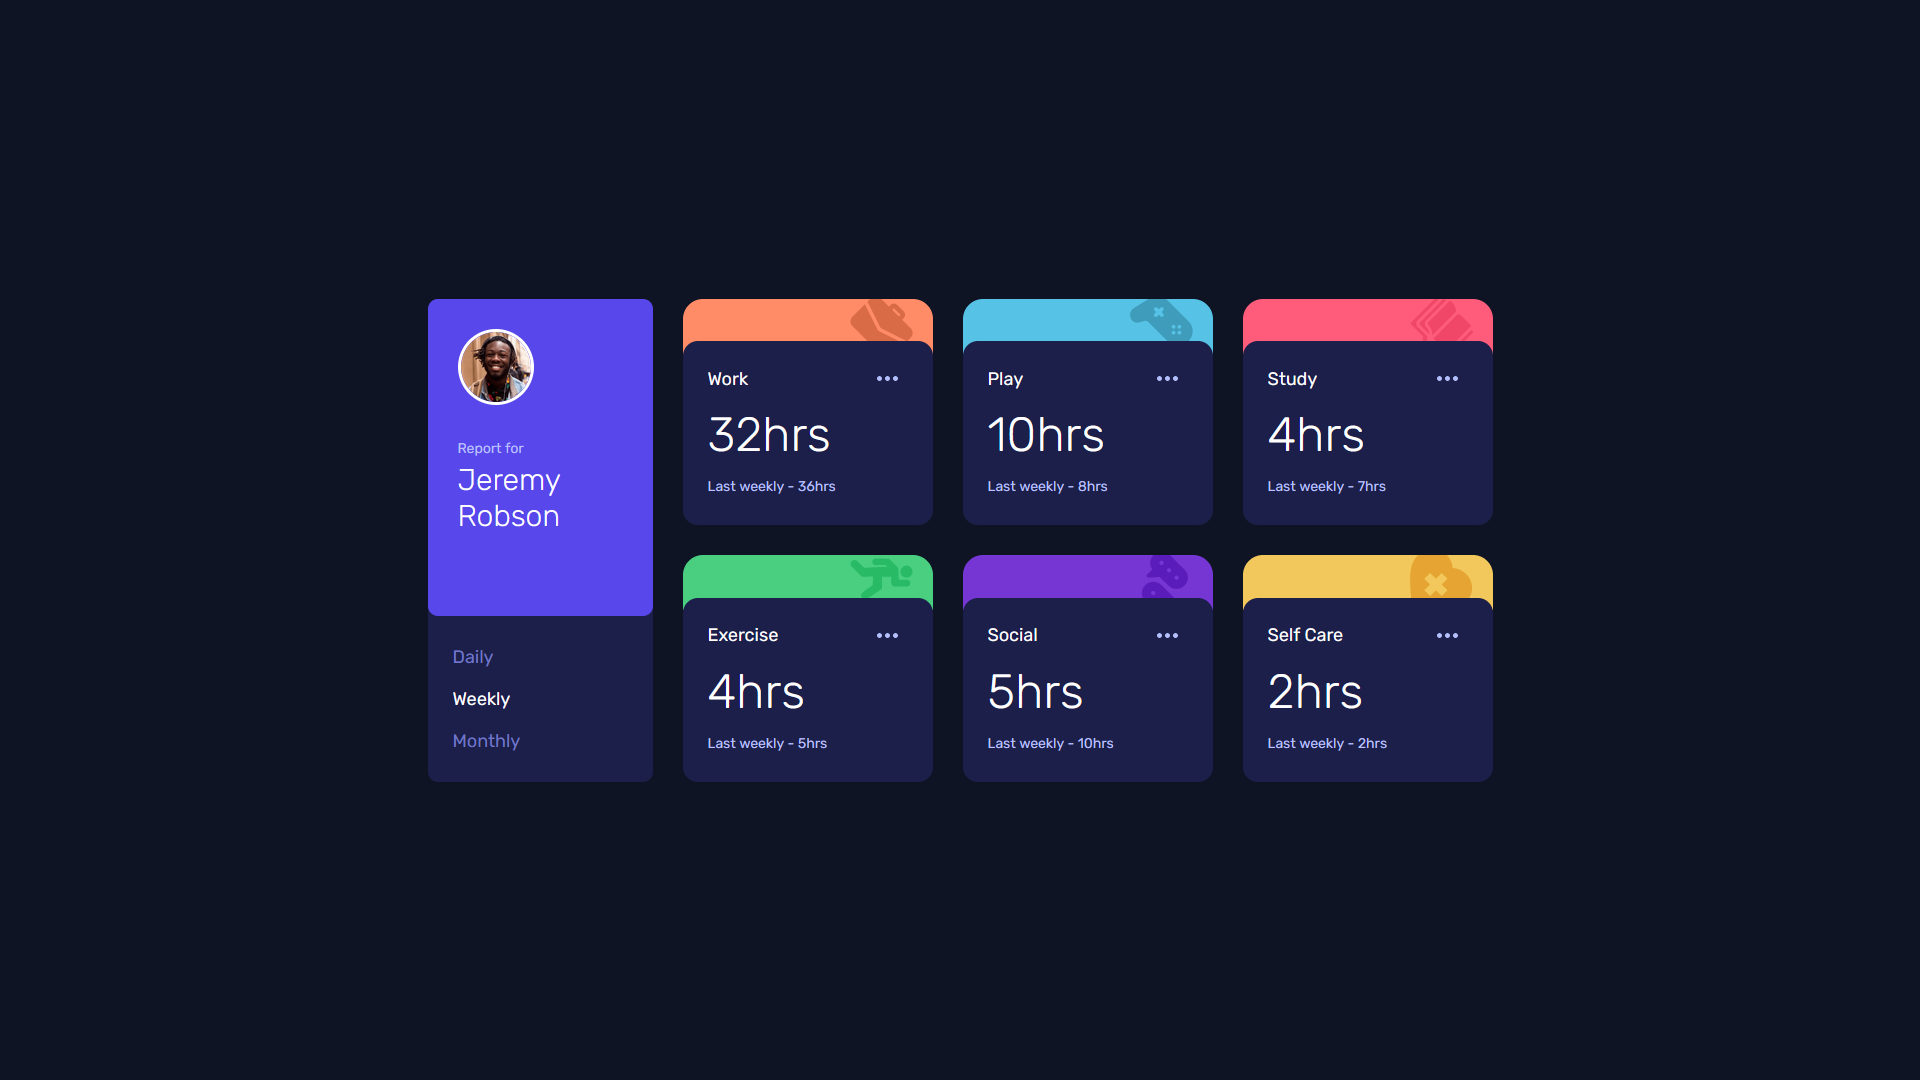 Report for
Jeremy
Robson
Daily
Weekly
Monthly
Work
32hrs
Last weekly - 36hrs
Play
10hrs
Last weekly - 8hrs
Study
4hrs
Last weekly - 7hrs
Exercise
4hrs
Last weekly - 5hrs
Social
5hrs
Last weekly - 10hrs
Self Care
2hrs
Last weekly - 2hrs